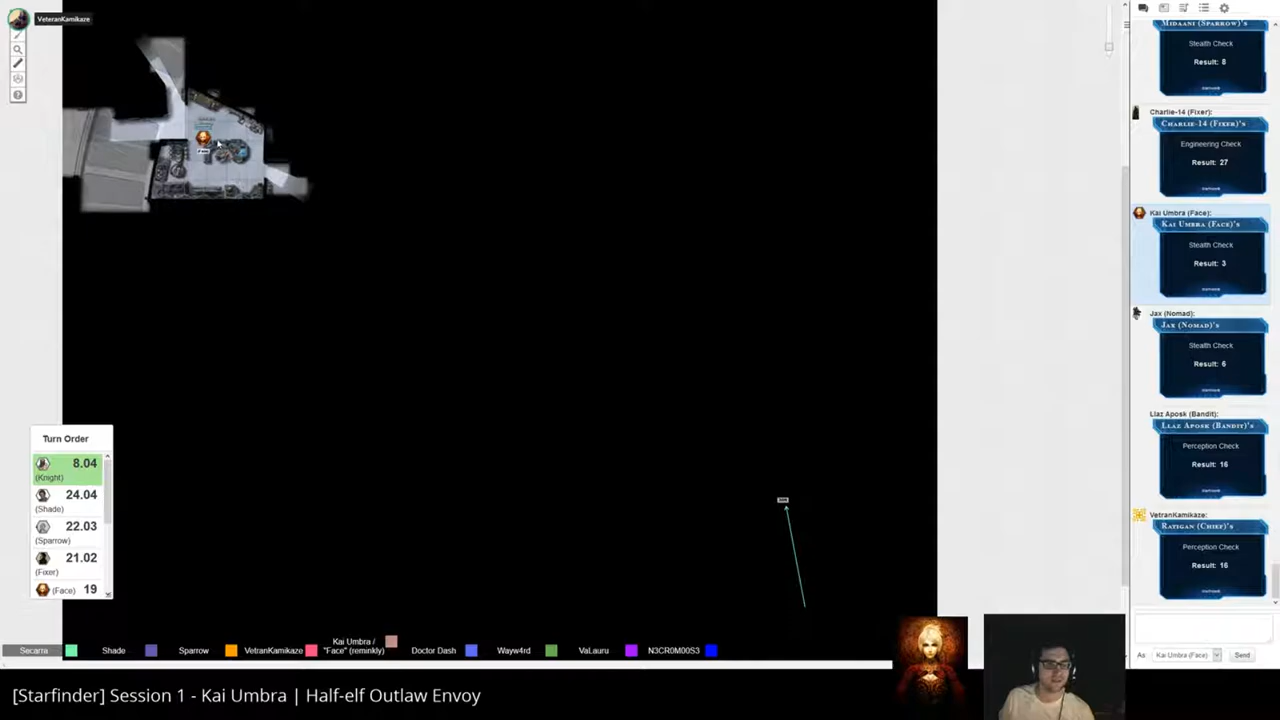 VeteranKamikaze
Midaani (Sparrow)'s
Stealth Check
Result: 8
Charlie-14 (Fixer):
Charlie-14 (Fixer)'s
Engineering Check
Result: 27
Kai Umbra (Face):
Kai Umbra (Face)'s
Stealth Check
Result: 3
Jax (Nomad):
Jax (Nomad)'s
Stealth Check
Result: 6
Llaz Aposk (Bandit):
Llaz Aposk (Bandit)'s
Perception Check
Result: 16
VetranKamikaze:
Ratigan (Chief)'s
Perception Check
Result: 16
As Kai Umbra (Face) Send
Turn Order
8.04
(Knight)
24.04
(Shade)
22.03
(Sparrow)
21.02
(Fixer)
(Face) 19
Secarra Shade Sparrow VetranKamikaze Kai Umbra / "Face" (reminkly) Doctor Dash Wayw4rd VaLauru N3CR0M00S3
[Starfinder] Session 1 - Kai Umbra | Half-elf Outlaw Envoy